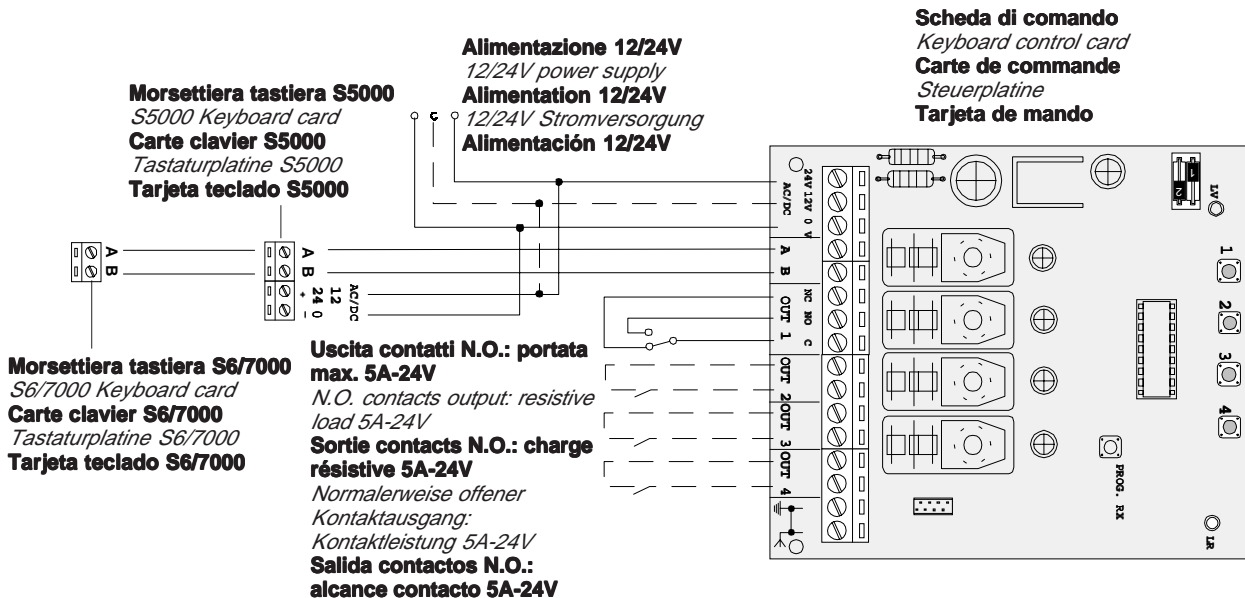 Scheda di comando
Keyboard control card
Carte de commande
Steuerplatine
Tarjeta de mando
Alimentazione 12/24V
12/24V power supply
Alimentation 12/24V
12/24V Stromversorgung
Alimentación 12/24V
Morsettiera tastiera S5000
S5000 Keyboard card
Carte clavier S5000
Tastaturplatine S5000
Tarjeta teclado S5000
A
B
A
B
12
24 0
+ -
AC/DC
Morsettiera tastiera S6/7000
S6/7000 Keyboard card
Carte clavier S6/7000
Tastaturplatine S6/7000
Tarjeta teclado S6/7000
Uscita contatti N.O.: portata
max. 5A-24V
N.O. contacts output: resistive
load 5A-24V
Sortie contacts N.O.: charge
résistive 5A-24V
Normalerweise offener
Kontaktausgang:
Kontaktleistung 5A-24V
Salida contactos N.O.:
alcance contacto 5A-24V
24V 12V 0 V
AC/DC
A
B
NC NO C
OUT 1
OUT 2
OUT 3
OUT 4
1
2
LV
1
2
3
4
PROG. RX
LR